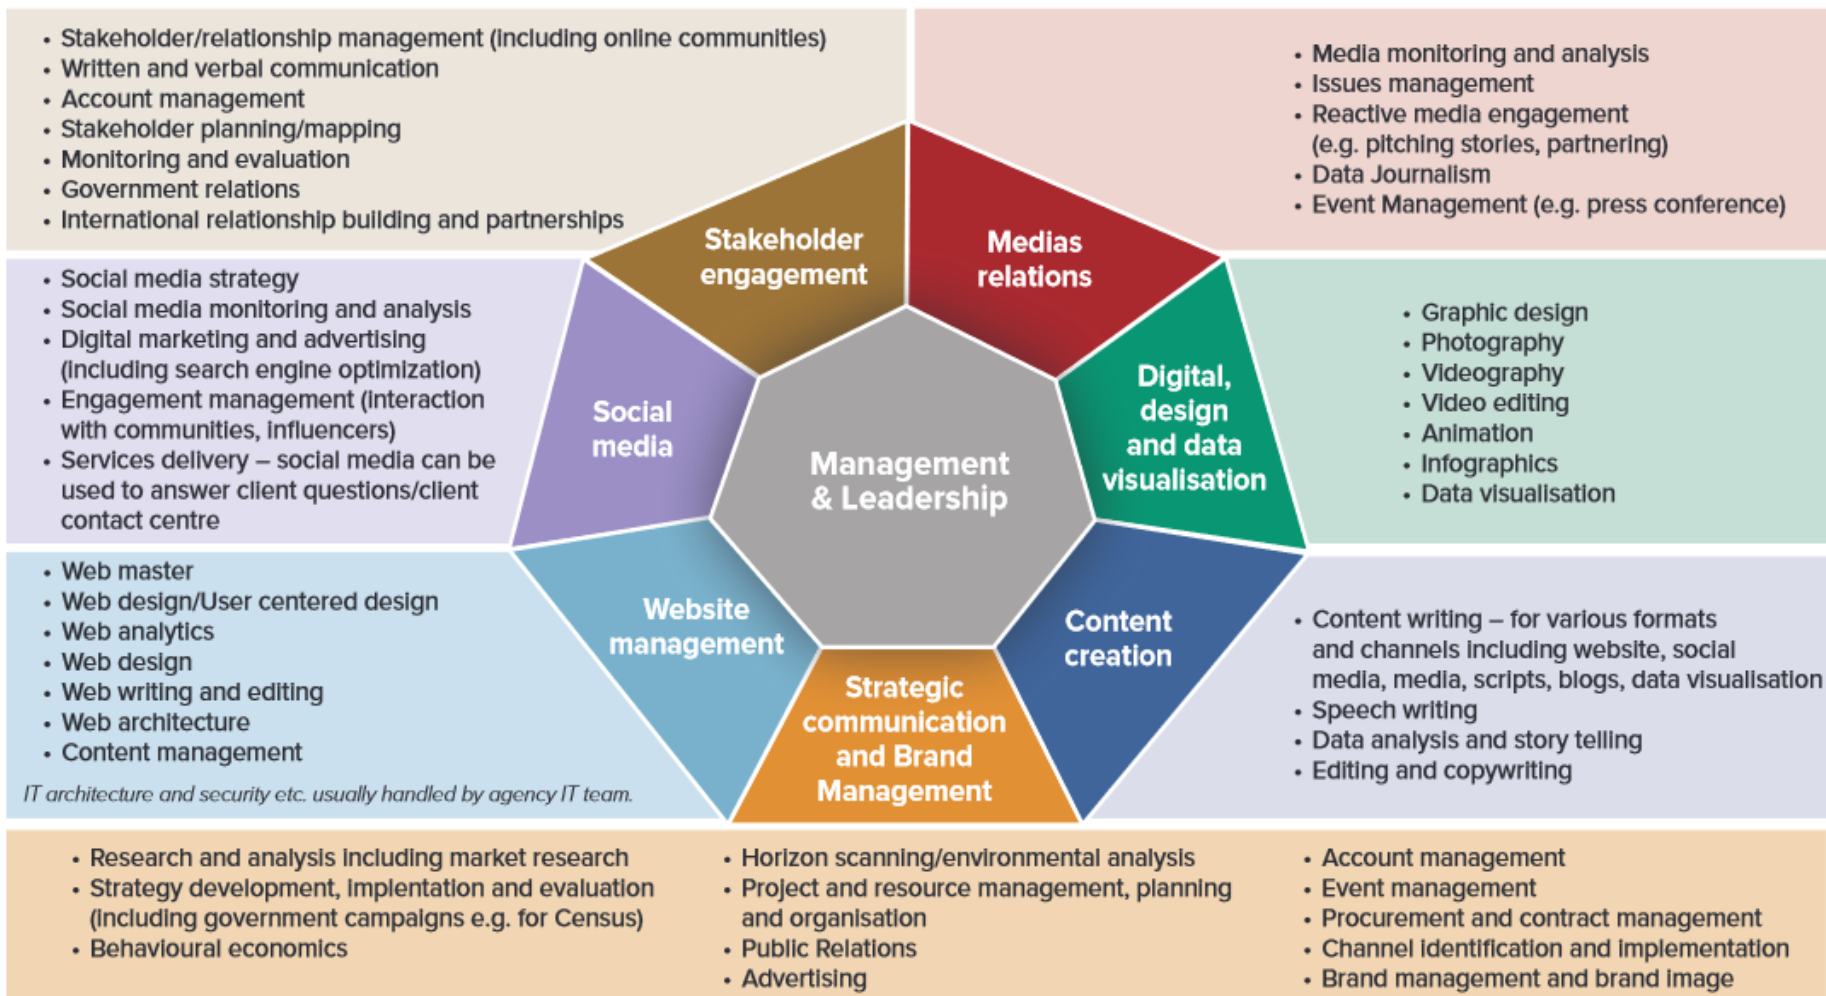 • Stakeholder/relationship management (including online communities)
• Written and verbal communication
• Account management
• Stakeholder planning/mapping
• Monitoring and evaluation
• Government relations
• International relationship building and partnerships
• Media monitoring and analysis
• Issues management
• Reactive media engagement
(e.g. pitching stories, partnering)
• Data Journalism
• Event Management (e.g. press conference)
Stakeholder
engagement
Medias
relations
• Social media strategy
• Social media monitoring and analysis
• Digital marketing and advertising
(including search engine optimization)
• Engagement management (interaction
with communities, influencers)
• Services delivery – social media can be
used to answer client questions/client
contact centre
Social
media
Management
& Leadership
Digital,
design
and data
visualisation
• Graphic design
• Photography
• Videography
• Video editing
• Animation
• Infographics
• Data visualisation
• Web master
• Web design/User centered design
• Web analytics
• Web design
• Web writing and editing
• Web architecture
• Content management
IT architecture and security etc. usually handled by agency IT team.
Website
management
Strategic
communication
and Brand
Management
Content
creation
• Content writing – for various formats
and channels including website, social
media, media, scripts, blogs, data visualisation
• Speech writing
• Data analysis and story telling
• Editing and copywriting
• Research and analysis including market research
• Strategy development, implentation and evaluation
(including government campaigns e.g. for Census)
• Behavioural economics
• Horizon scanning/environmental analysis
• Project and resource management, planning
and organisation
• Public Relations
• Advertising
• Account management
• Event management
• Procurement and contract management
• Channel identification and implementation
• Brand management and brand image